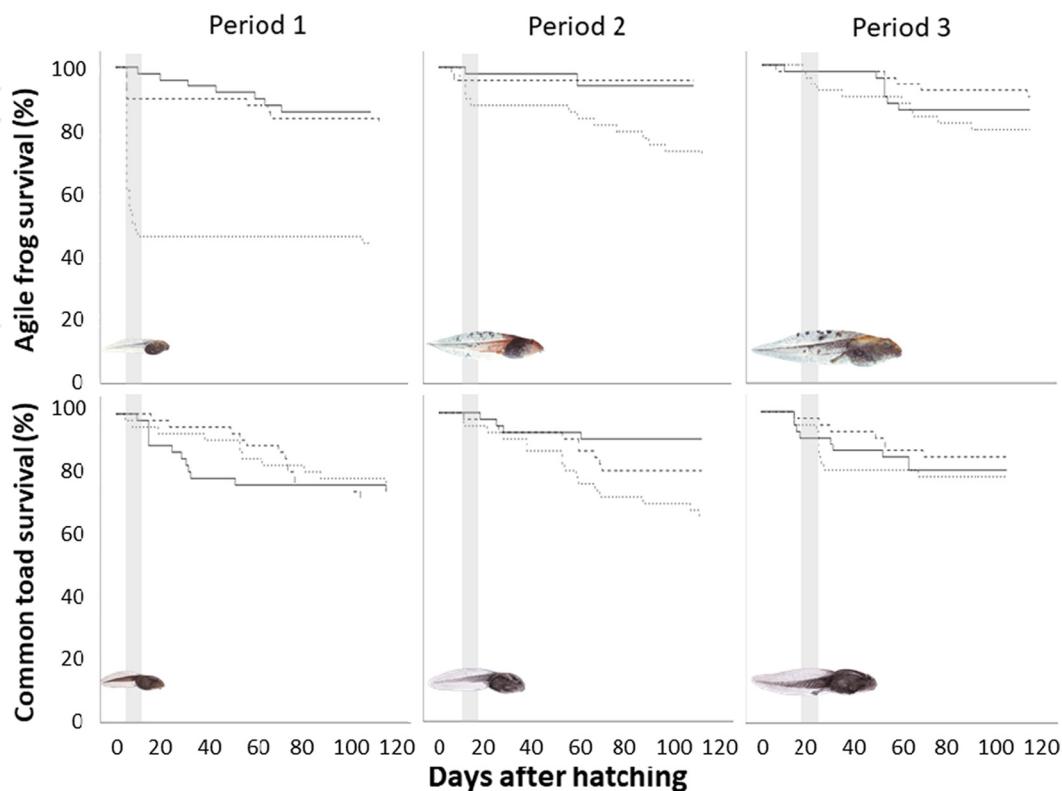 Period 1
Period 2
Period 3
Agile frog survival (%)
100
80
60
40
20
0
Common toad survival (%)
100
80
60
40
20
0
0 20 40 60 80 100 120
0 20 40 60 80 100 120
0 20 40 60 80 100 120
Days after hatching